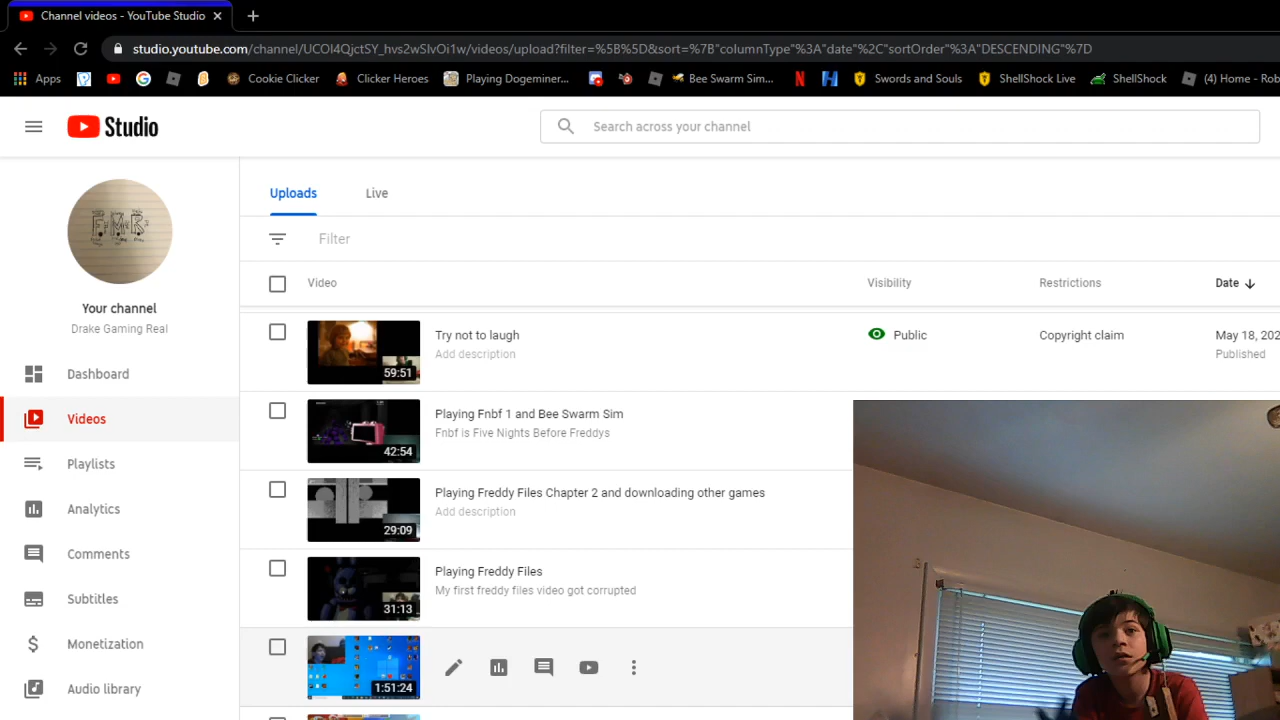 Channel videos - YouTube Studio
studio.youtube.com/channel/UCOl4QjctSY_hvs2wSlvOi1w/videos/upload?filter=%5B%5D&sort=%7B"columnType"%3A"date"%2C"sortOrder"%3A"DESCENDING"%7D
Apps Cookie Clicker Clicker Heroes Playing Dogeminer... Bee Swarm Sim... Swords and Souls ShellShock Live ShellShock (4) Home - Rob
Studio
Search across your channel
Uploads Live
Filter
Video Visibility Restrictions Date
F M R
Your channel
Drake Gaming Real
Dashboard
Videos
Playlists
Analytics
Comments
Subtitles
Monetization
Audio library
Try not to laugh Public Copyright claim May 18, 202
Add description Published
59:51
Playing Fnbf 1 and Bee Swarm Sim
Fnbf is Five Nights Before Freddys
42:54
Playing Freddy Files Chapter 2 and downloading other games
Add description
29:09
Playing Freddy Files
My first freddy files video got corrupted
31:13
1:51:24